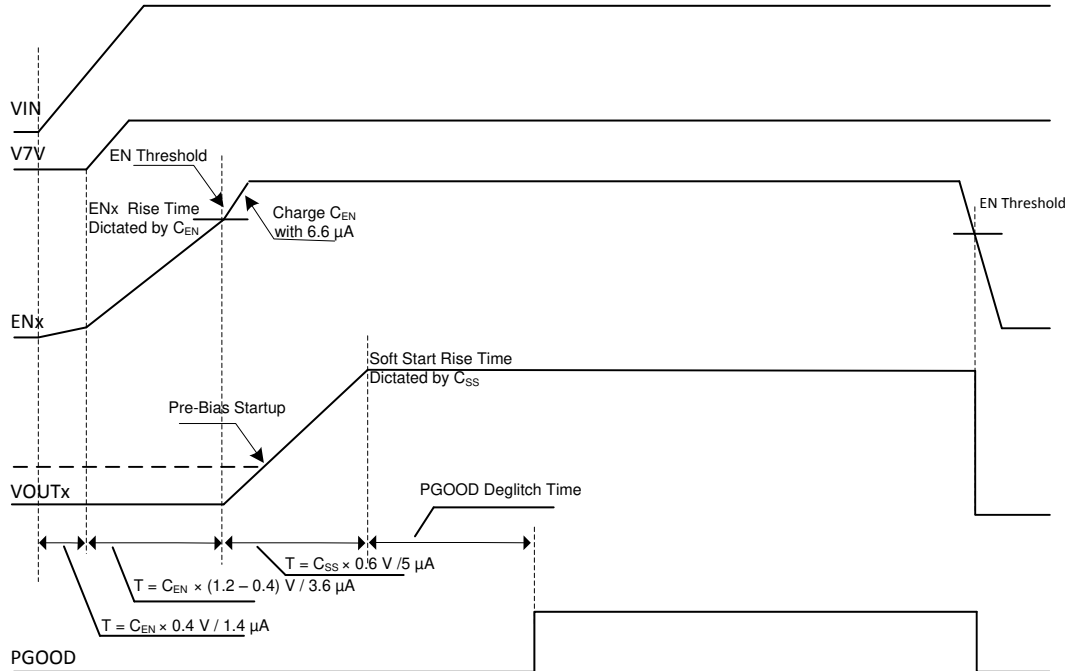 VIN
V7V
EN Threshold
ENx Rise Time
Dictated by CEN
Charge CEN
with 6.6 µA
EN Threshold
ENx
Soft Start Rise Time
Dictated by CSS
Pre-Bias Startup
VOUTx
PGOOD Deglitch Time
T = CSS × 0.6 V /5 µA
T = CEN × (1.2 – 0.4) V / 3.6 µA
T = CEN × 0.4 V / 1.4 µA
PGOOD